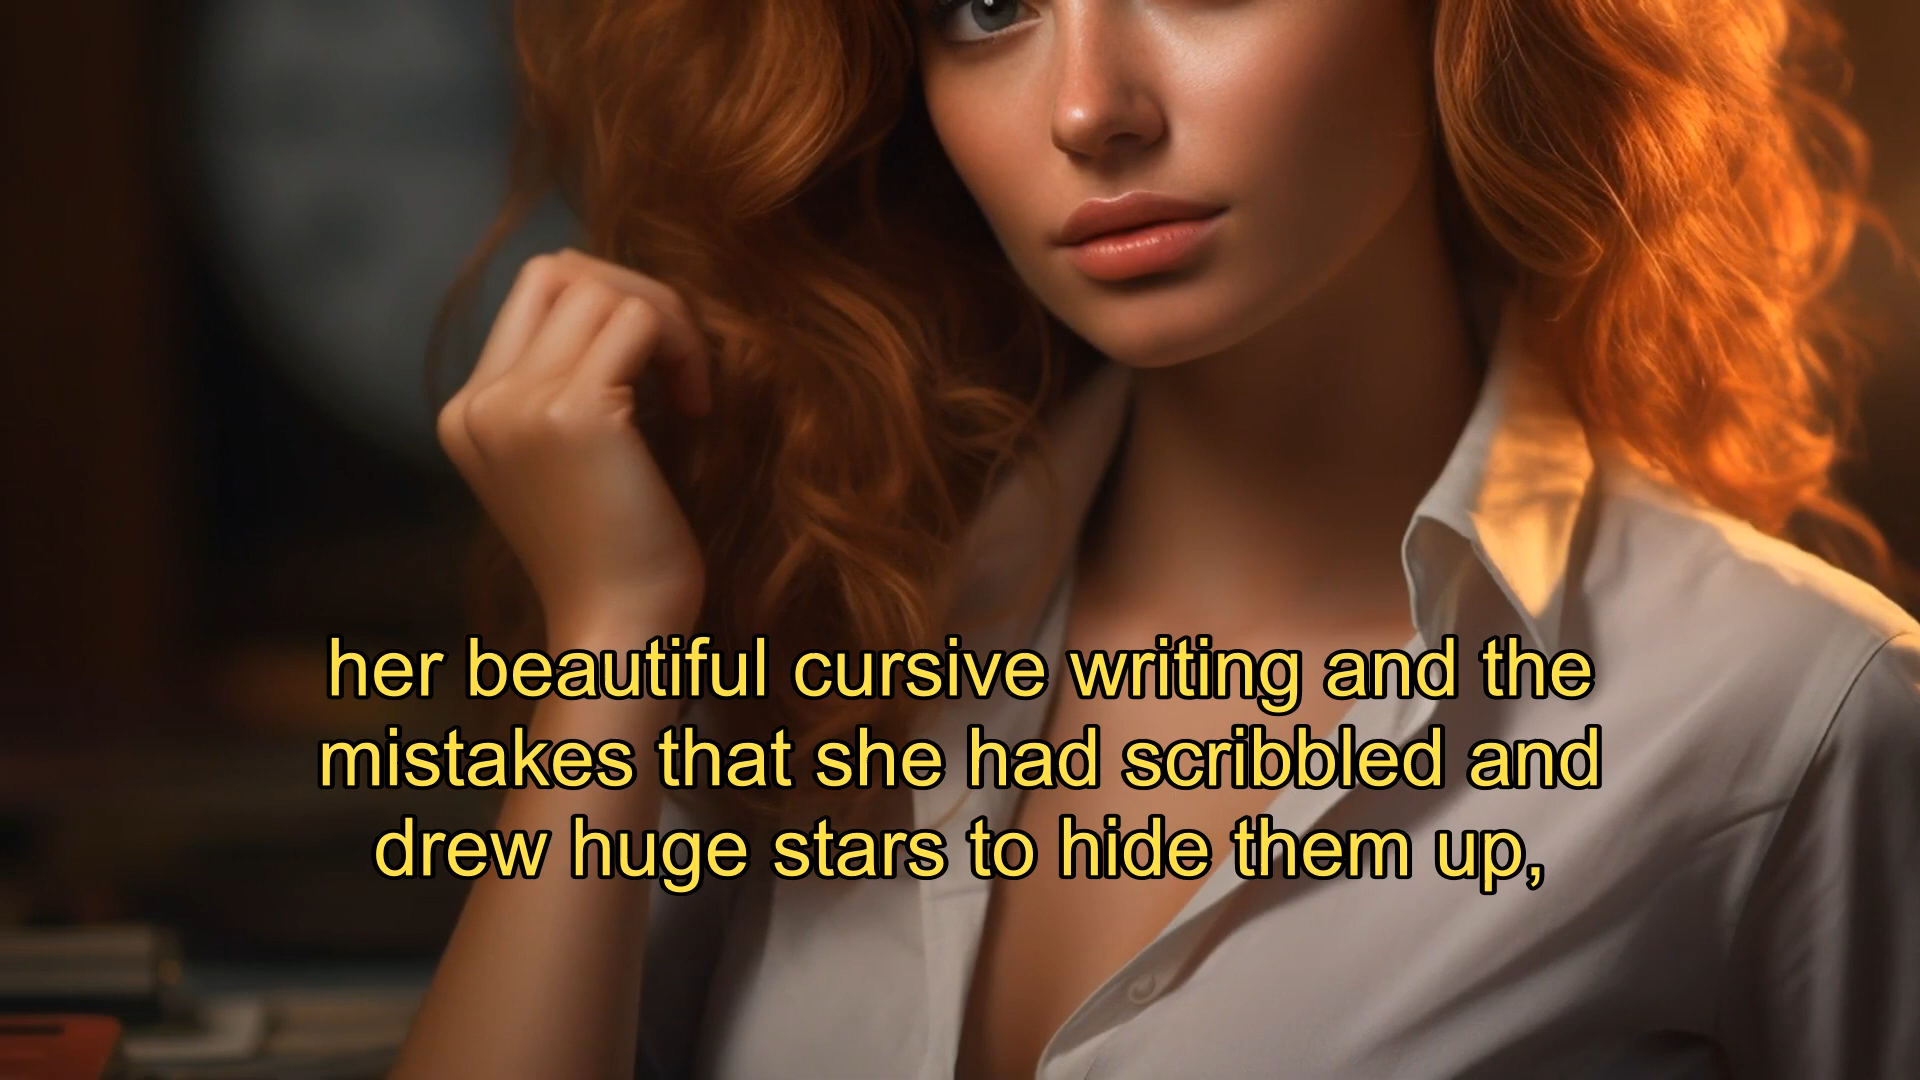 her beautiful cursive writing and the
mistakes that she had scribbled and
drew huge stars to hide them up,